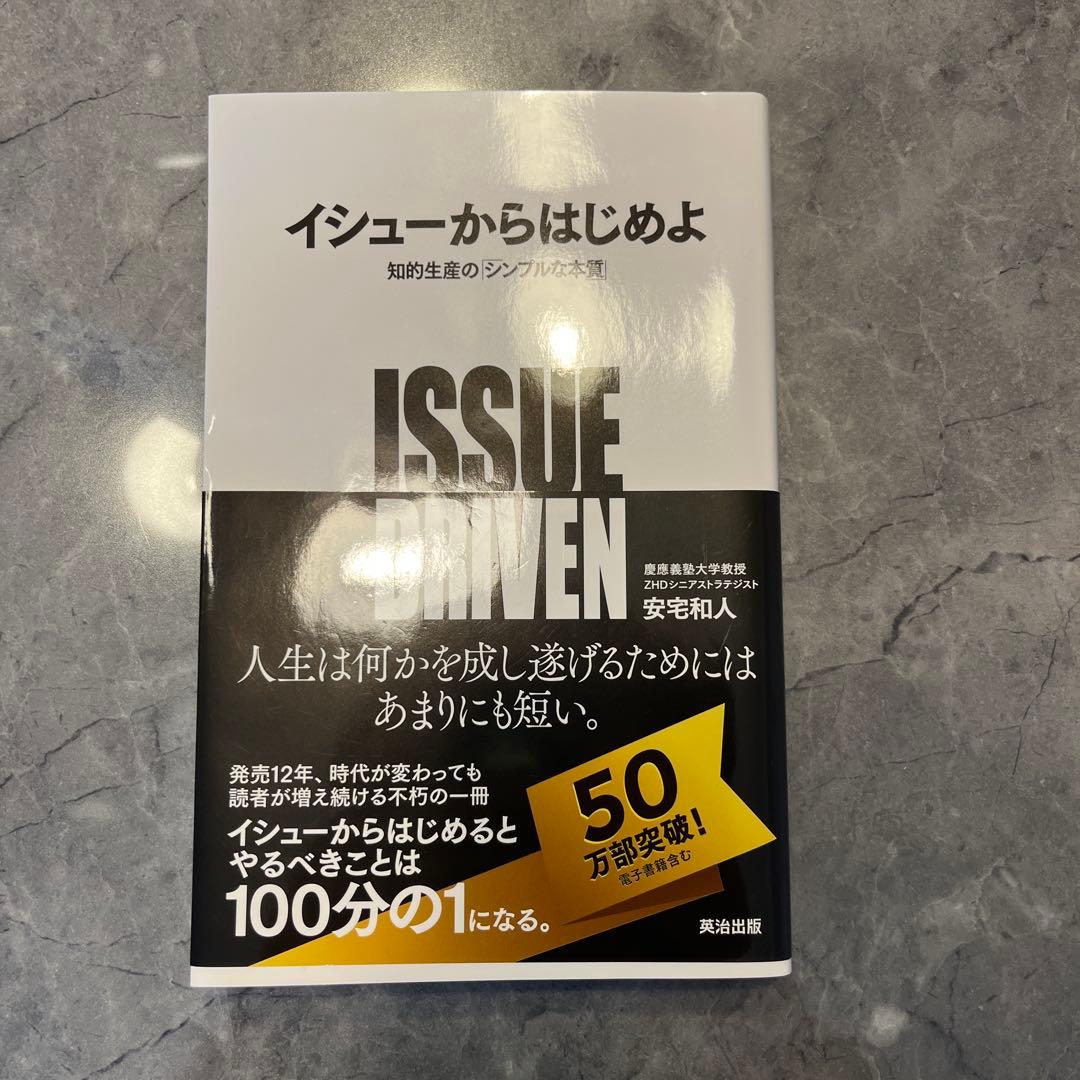 イシューからはじめよ
知的生産の「シンプルな本質」
ISSUE
DRIVEN
慶應義塾大学教授
ZHDシニアストラテジスト
安宅和人
人生は何かを成し遂げるためには
あまりにも短い。
発売12年、時代が変わっても
読者が増え続ける不朽の一冊
イシューからはじめると
やるべきことは
100分の1になる。
50
万部突破!
電子書籍含む
英治出版